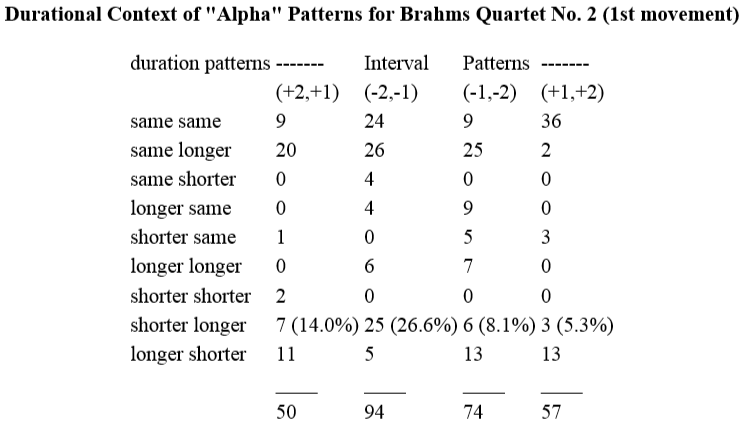 Durational Context of "Alpha" Patterns for Brahms Quartet No. 2 (1st movement)
duration patterns ------- Interval Patterns -------
(+2,+1) (-2,-1) (-1,-2) (+1,+2)
same same 9 24 9 36
same longer 20 26 25 2
same shorter 0 4 0 0
longer same 0 4 9 0
shorter same 1 0 5 3
longer longer 0 6 7 0
shorter shorter 2 0 0 0
shorter longer 7 (14.0%) 25 (26.6%) 6 (8.1%) 3 (5.3%)
longer shorter 11 5 13 13
50 94 74 57